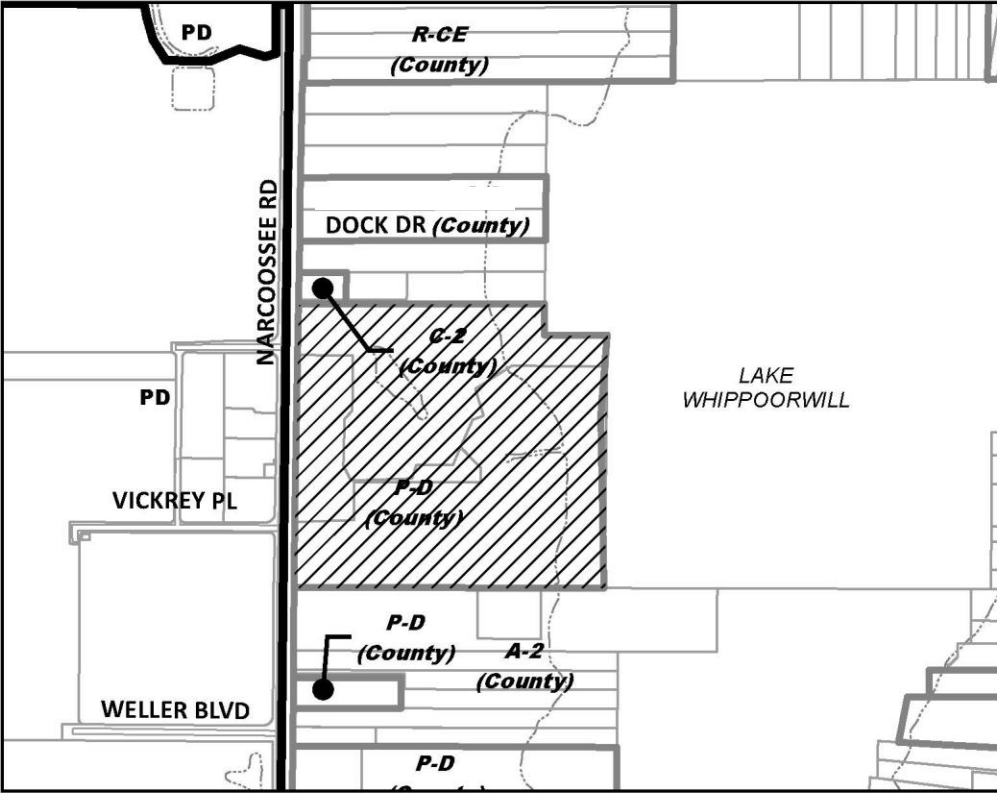 PD
R-CE
(County)
NARCOOSSEE RD
DOCK DR (County)
C-2
(County)
LAKE
WHIPPOORWILL
PD
P-D
(County)
VICKREY PL
P-D
(County)
A-2
(County)
WELLER BLVD
P-D